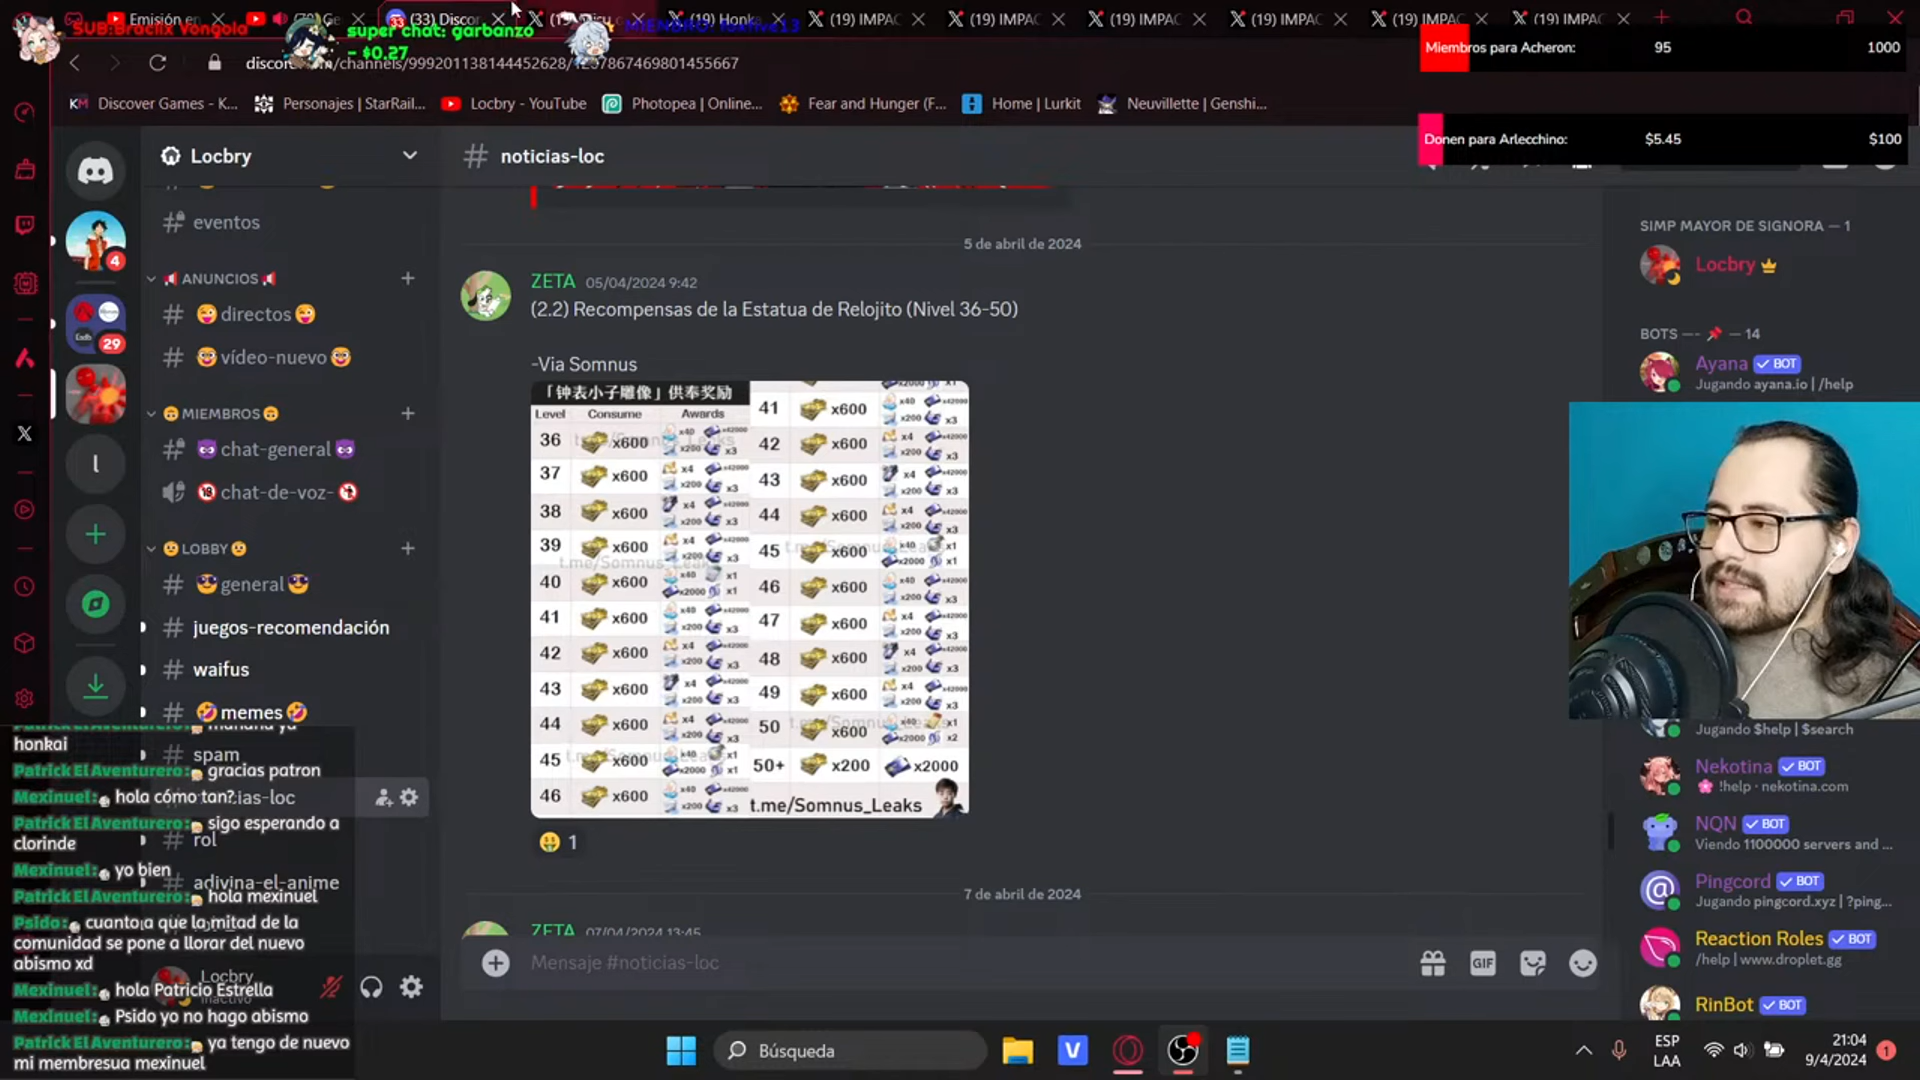 Emisión en
(33) Discor
(19) Honka
(19) IMPAC
(19) IMPAC
(19) IMPAC
(19) IMPAC
(19) IMPAC
(19) IMPAC
SUB:Braclix Vongola
super chat: garbanzo
- $0.27
Miembros para Acheron: 95 1000
Donen para Arlecchino: $5.45 $100
Discover Games - K...
Personajes | StarRail...
Locbry - YouTube
Photopea | Online...
Fear and Hunger (F...
Home | Lurkit
Neuvillette | Genshi...
Locbry
# noticias-loc
eventos
ANUNCIOS
directos
vídeo-nuevo
MIEMBROS
chat-general
chat-de-voz-
LOBBY
general
juegos-recomendación
waifus
memes
spam
rol
adivina-el-anime
4
29
l
5 de abril de 2024
ZETA 05/04/2024 9:42
(2.2) Recompensas de la Estatua de Relojito (Nivel 36-50)
-Via Somnus
「钟表小子雕像」供奉奖励
Level Consume Awards
36 x600
37 x600
38 x600
39 x600
40 x600
41 x600
42 x600
43 x600
44 x600
45 x600
46 x600
41 x600
42 x600
43 x600
44 x600
45 x600
46 x600
47 x600
48 x600
49 x600
50 x600
50+ x200 x2000
t.me/Somnus_Leaks
1
7 de abril de 2024
ZETA 07/04/2024 13:45
Mensaje #noticias-loc
GIF
SIMP MAYOR DE SIGNORA — 1
Locbry
BOTS —- 📌 — 14
Ayana BOT
Jugando ayana.io | /help
Jugando $help | $search
Nekotina BOT
!help · nekotina.com
NQN BOT
Viendo 1100000 servers and ...
Pingcord BOT
Jugando pingcord.xyz | ?ping...
Reaction Roles BOT
/help | www.droplet.gg
RinBot BOT
honkai
Patrick El Aventurero: gracias patron
Mexinuel: hola cómo tan?
Patrick El Aventurero: sigo esperando a
clorinde
Mexinuel: yo bien
Patrick El Aventurero: hola mexinuel
Psido: cuanto a que la mitad de la
comunidad se pone a llorar del nuevo
abismo xd
Mexinuel: hola Patricio Estrella
Mexinuel: Psido yo no hago abismo
Patrick El Aventurero: ya tengo de nuevo
mi membresua mexinuel
Locbry
Inactivo
Búsqueda
ESP
LAA
21:04
9/4/2024
1